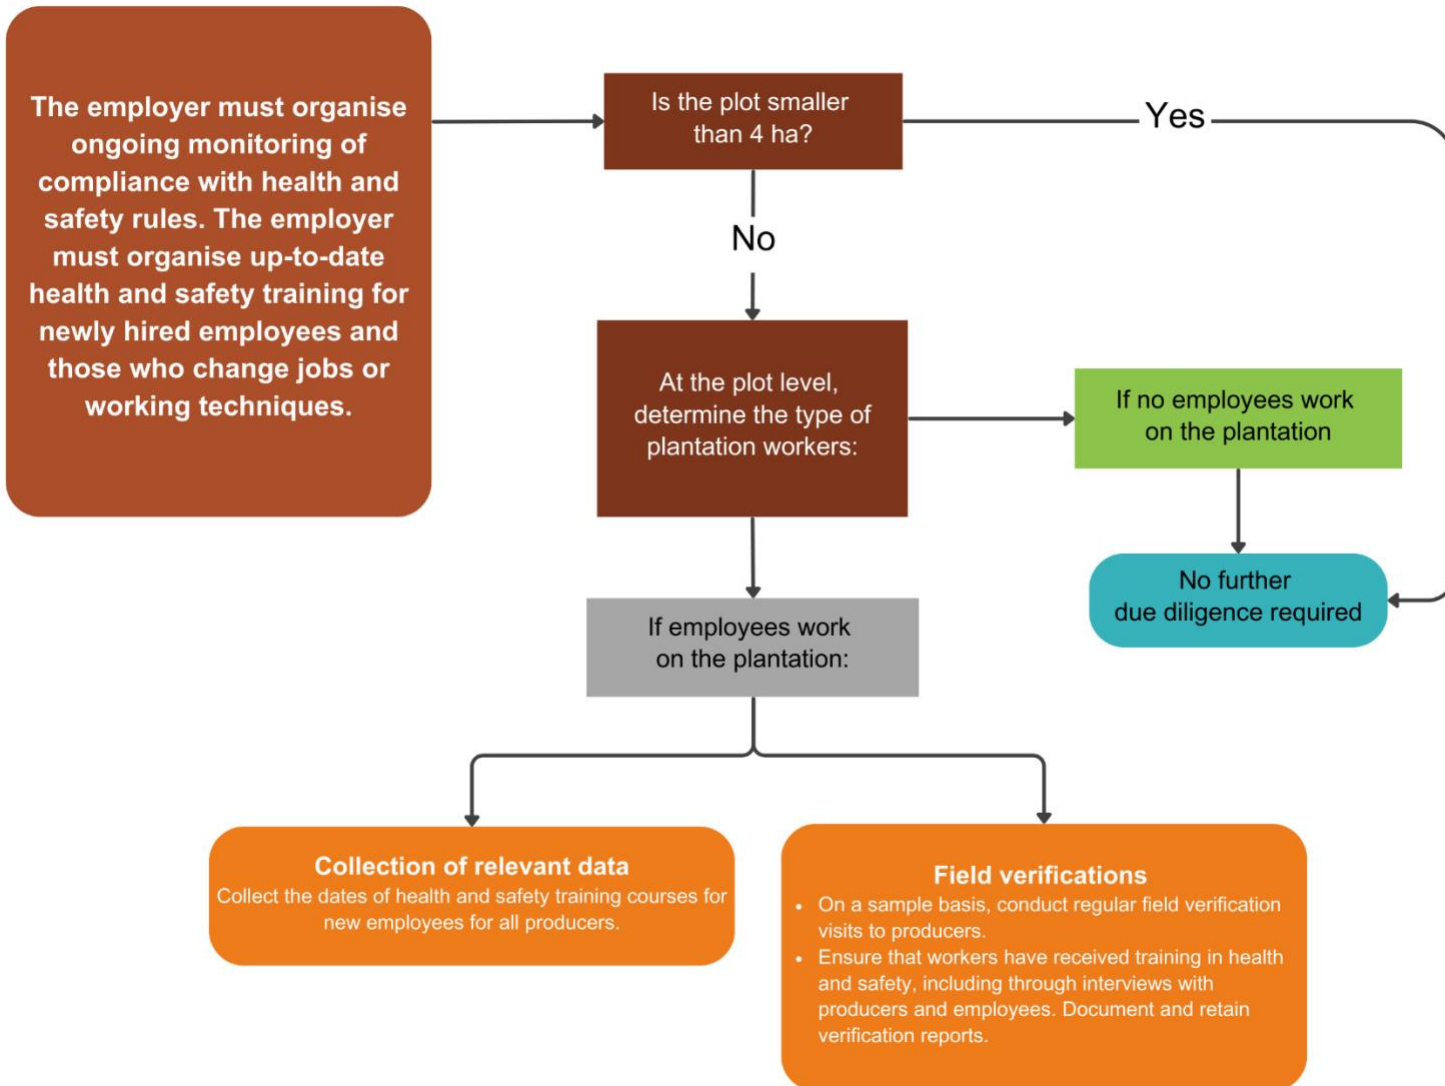 The employer must organise
ongoing monitoring of
compliance with health and
safety rules. The employer
must organise up-to-date
health and safety training for
newly hired employees and
those who change jobs or
working techniques.
Is the plot smaller
than 4 ha?
Yes
No
At the plot level,
determine the type of
plantation workers:
If no employees work
on the plantation
No further
due diligence required
If employees work
on the plantation:
Collection of relevant data
Collect the dates of health and safety training courses for
new employees for all producers.
Field verifications
• On a sample basis, conduct regular field verification
visits to producers.
• Ensure that workers have received training in health
and safety, including through interviews with
producers and employees. Document and retain
verification reports.